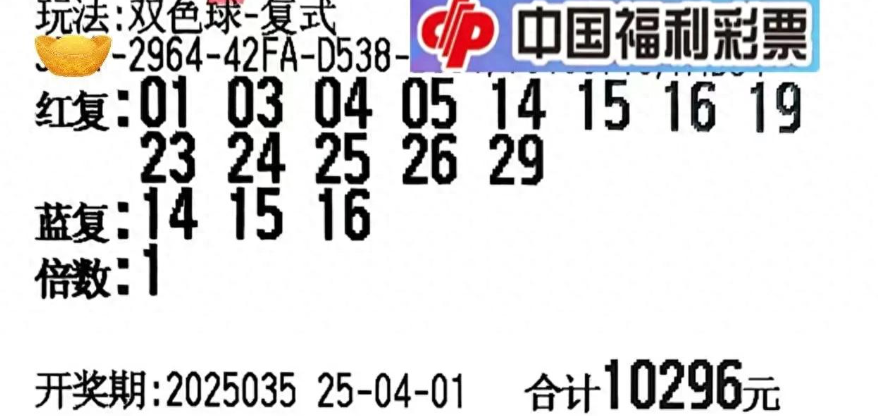 玩法:双色球-复式
-2964-42FA-D538-
中国福利彩票
红复:01 03 04 05 14 15 16 19
23 24 25 26 29
蓝复:14 15 16
倍数:1
开奖期:2025035 25-04-01 合计10296元